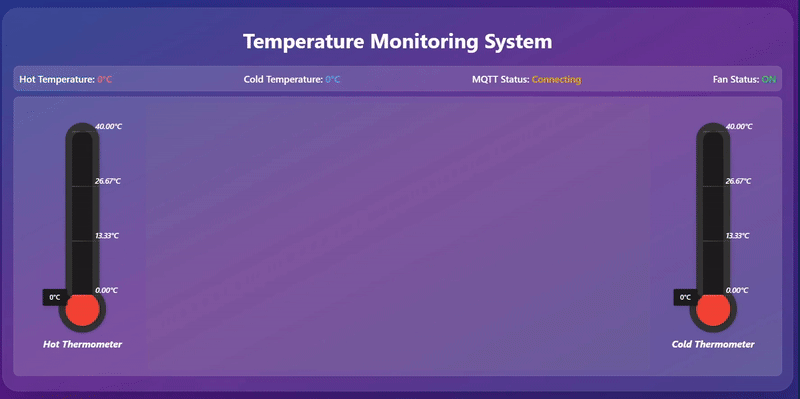 Temperature Monitoring System
Hot Temperature: 0°C
Cold Temperature: 0°C
MQTT Status: Connecting
Fan Status: ON
40.00°C
26.67°C
13.33°C
0.00°C
0°C
Hot Thermometer
40.00°C
26.67°C
13.33°C
0.00°C
0°C
Cold Thermometer